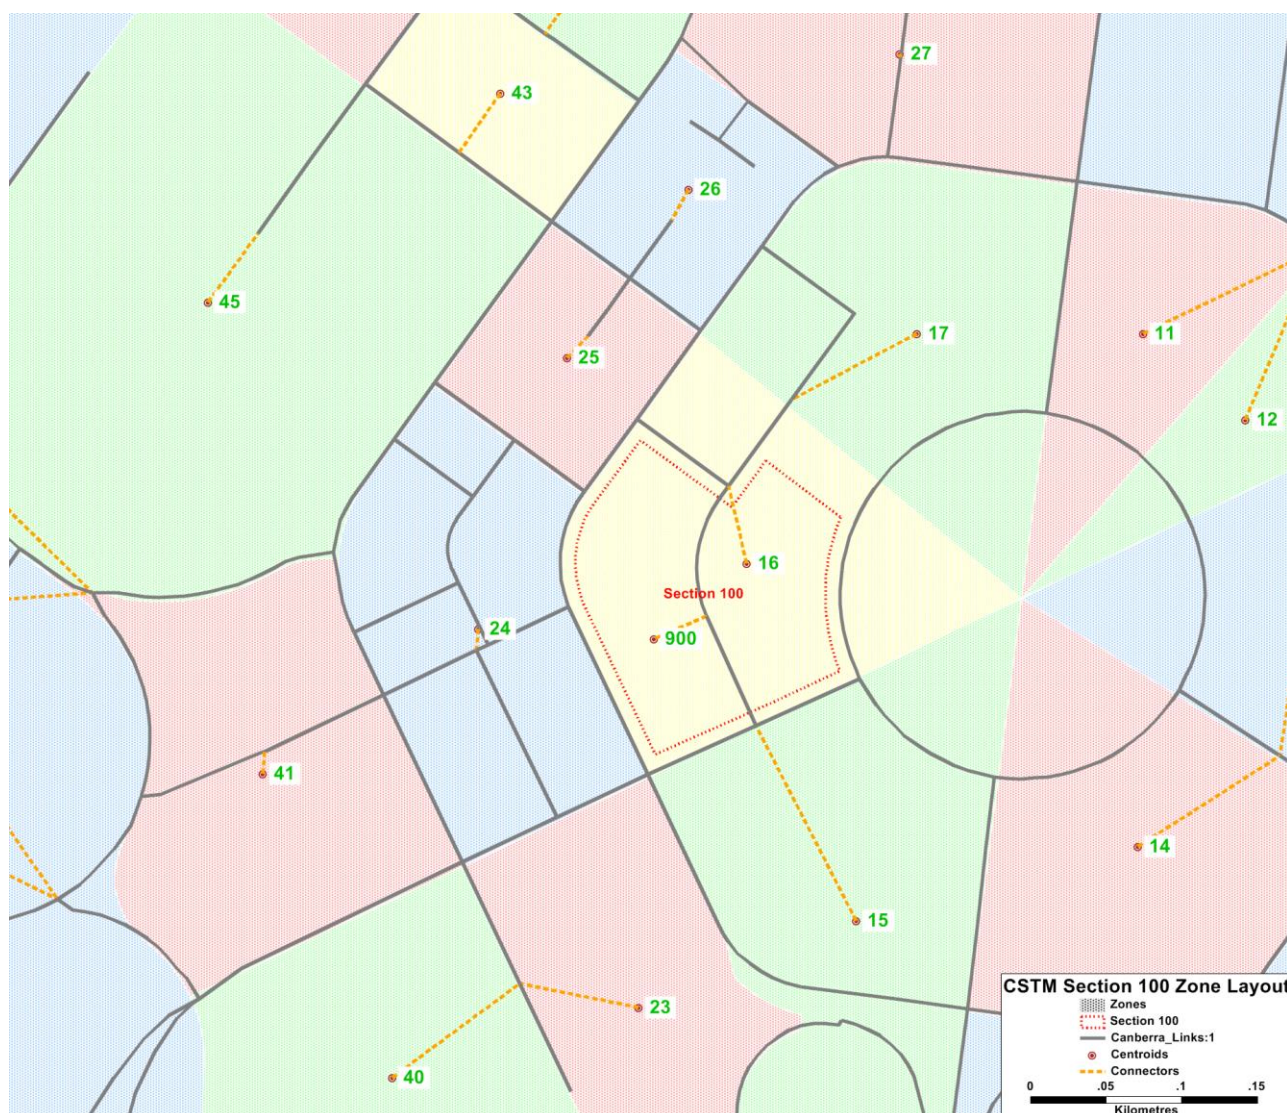 27
43
26
45
17
11
25
12
16
Section 100
24
900
41
14
15
23
40
CSTM Section 100 Zone Layout
Zones
Section 100
Canberra_Links:1
Centroids
Connectors
0 .05 .1 .15
Kilometres